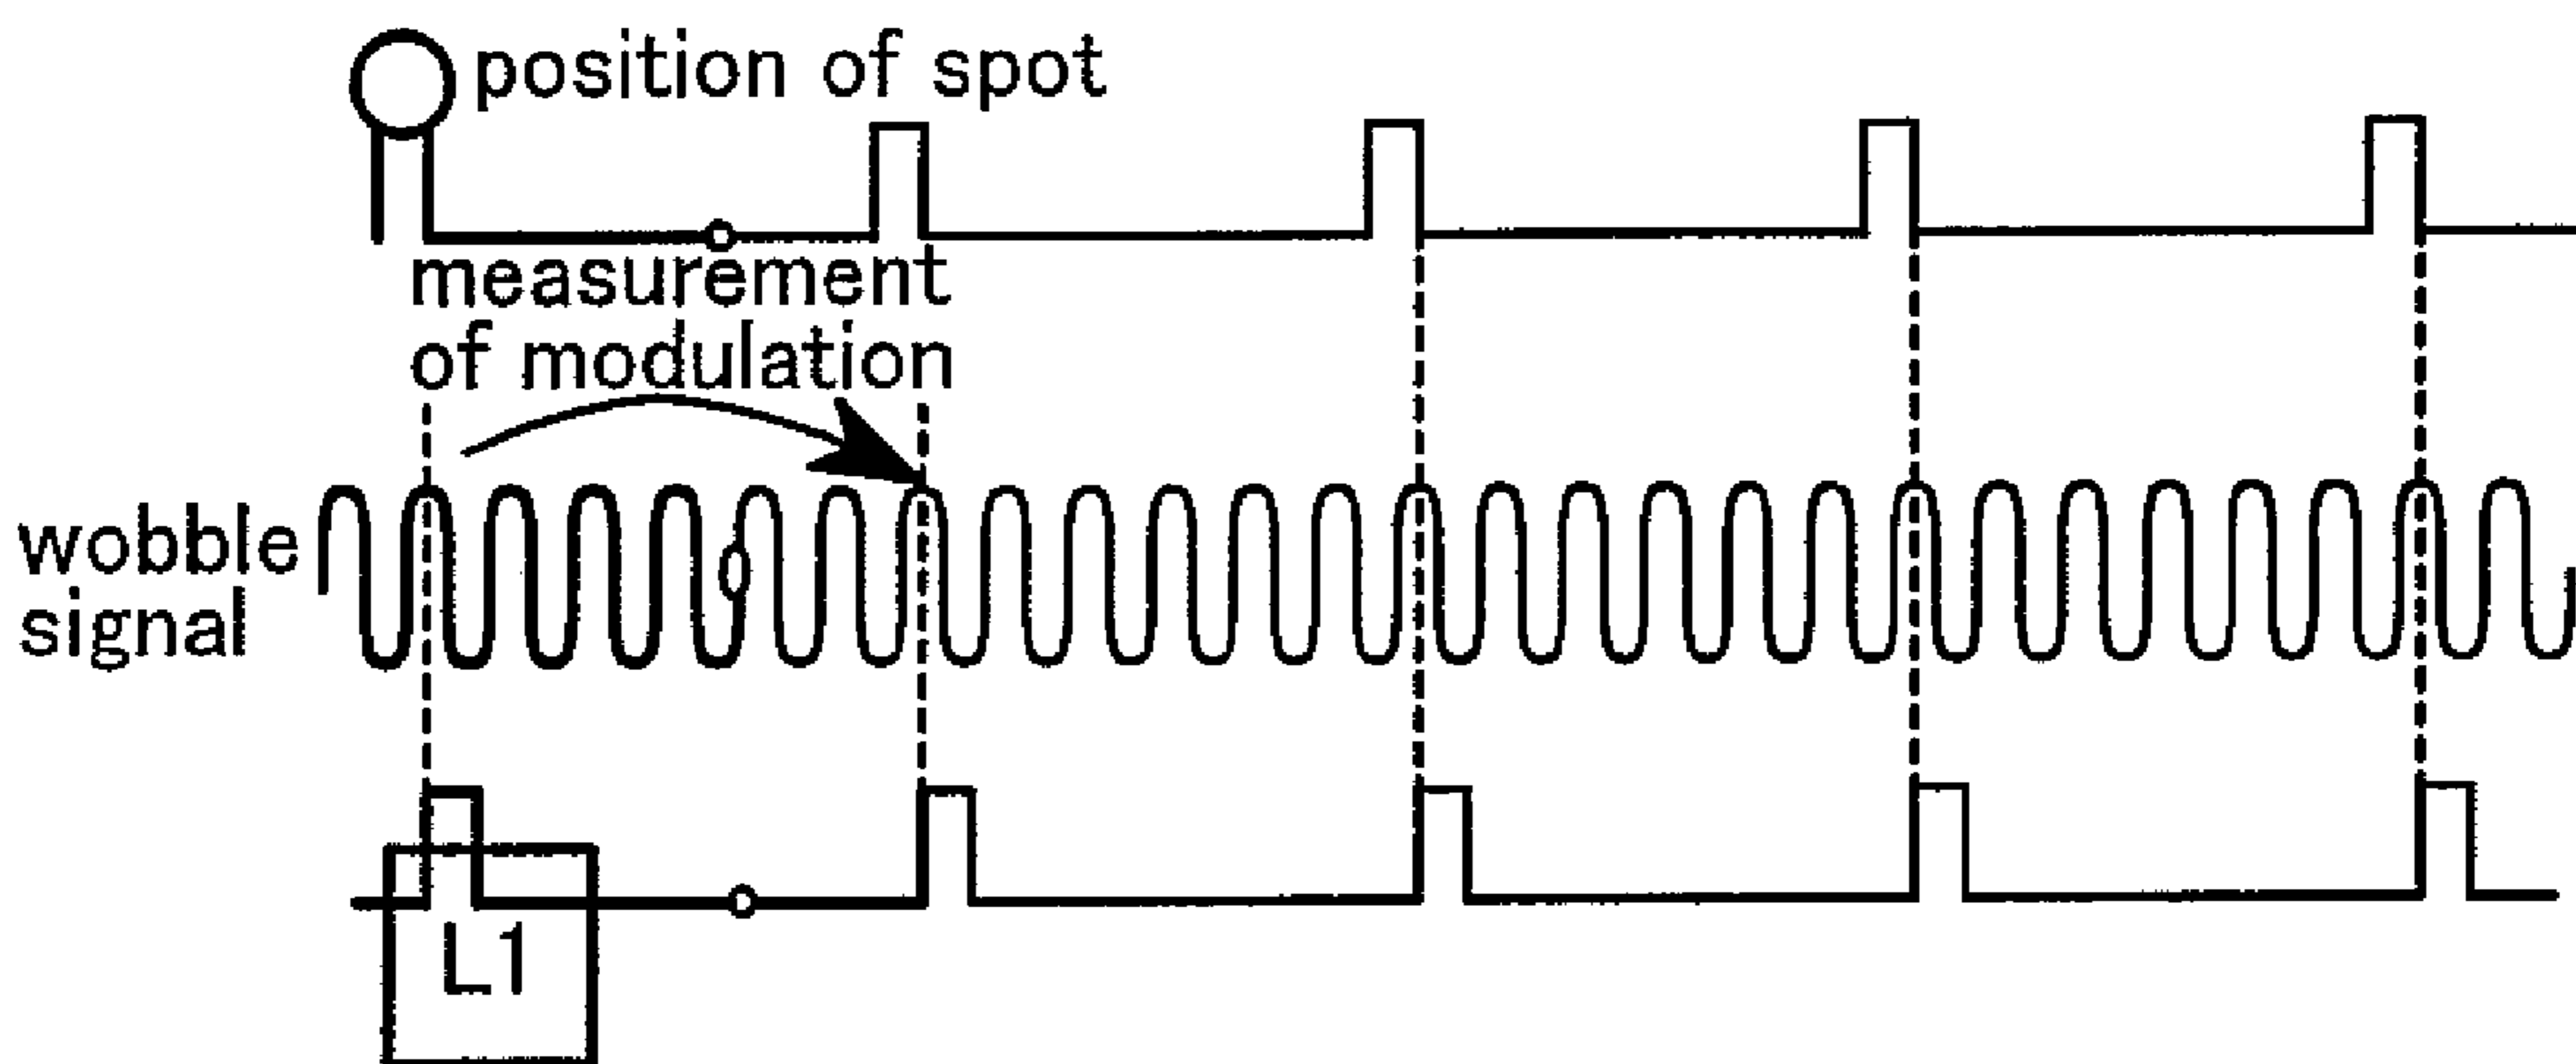 position of spot
measurement
of modulation
wobble
signal
L1